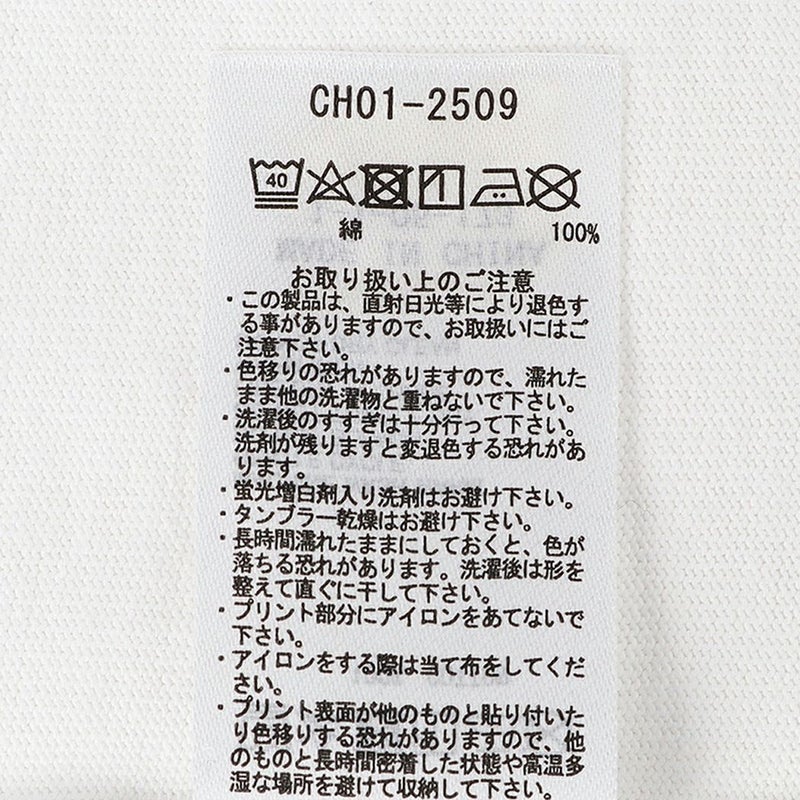 CH01-2509
40
綿 100%
お取り扱い上のご注意
・この製品は、直射日光等により退色す
る事がありますので、お取扱いにはご
注意下さい。
・色移りの恐れがありますので、濡れた
まま他の洗濯物と重ねないで下さい。
・洗濯後のすすぎは十分行って下さい。
洗剤が残りますと変退色する恐れがあ
ります。
・蛍光増白剤入り洗剤はお避け下さい。
・タンブラー乾燥はお避け下さい。
・長時間濡れたままにしておくと、色が
落ちる恐れがあります。洗濯後は形を
整えて直ぐに干して下さい。
・プリント部分にアイロンをあてないで
下さい。
・アイロンをする際は当て布をしてくだ
さい。
・プリント表面が他のものと貼り付いた
り色移りする恐れがありますので、他
のものと長時間密着した状態や高温多
湿な場所を避けて収納して下さい。
MADE IN CHINA